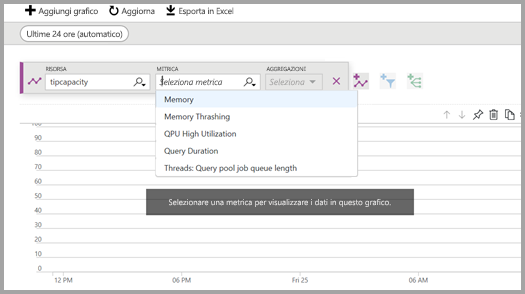 Aggiungi grafico Aggiorna Esporta in Excel
Ultime 24 ore (automatico)
RISORSA METRICA AGGREGAZIONI
tipcapacity Seleziona metrica Seleziona
Memory
Memory Thrashing
QPU High Utilization
Query Duration
Threads: Query pool job queue length
100
90
80
70
60
50
40
30
20
10
0
Selezionare una metrica per visualizzare i dati in questo grafico.
12 PM 06 PM Fri 25 06 AM